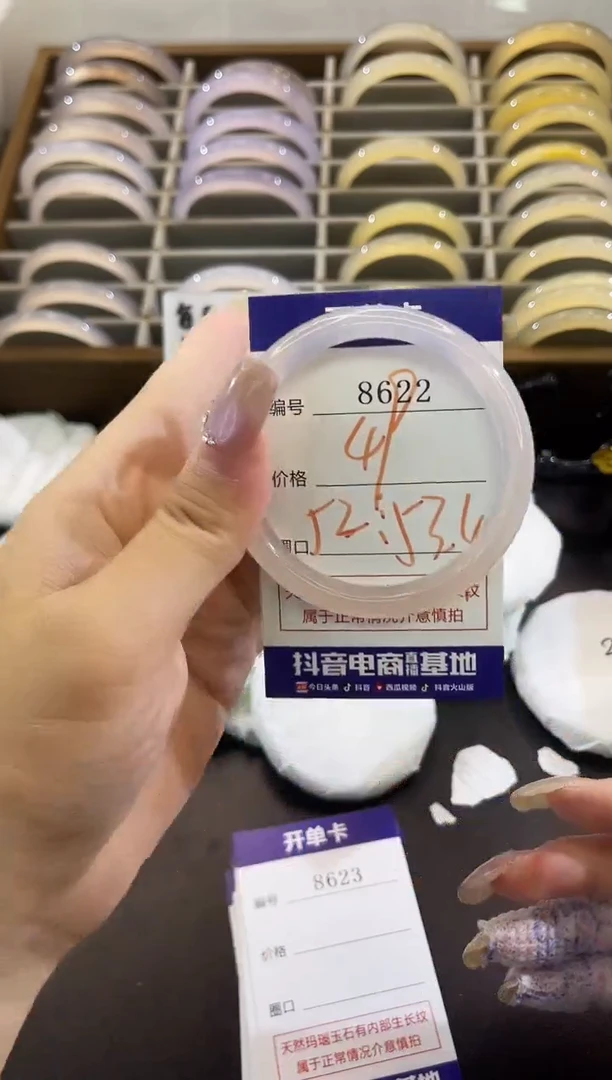 编号 8622
价格 4
圈口 52:53.6
纹
属于正常情况介意慎拍
抖音电商直播基地
今日头条 抖音 西瓜视频 抖音火山版
开单卡
编号 8623
价格
圈口
天然玛瑙玉石有内部生长纹
属于正常情况介意慎拍
2